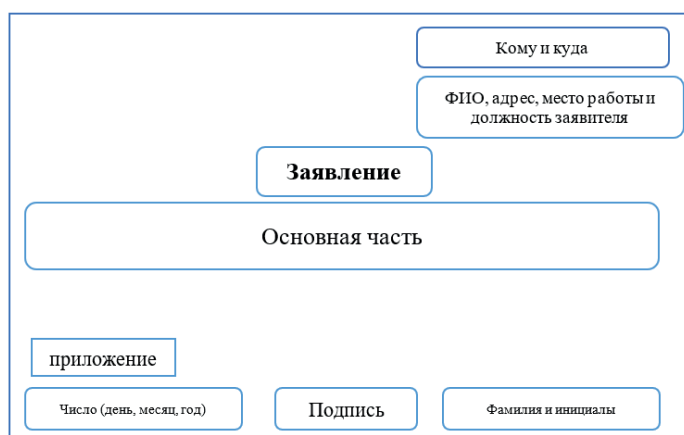 Кому и куда
ФИО, адрес, место работы и
должность заявителя
Заявление
Основная часть
приложение
Число (день, месяц, год)
Подпись
Фамилия и инициалы